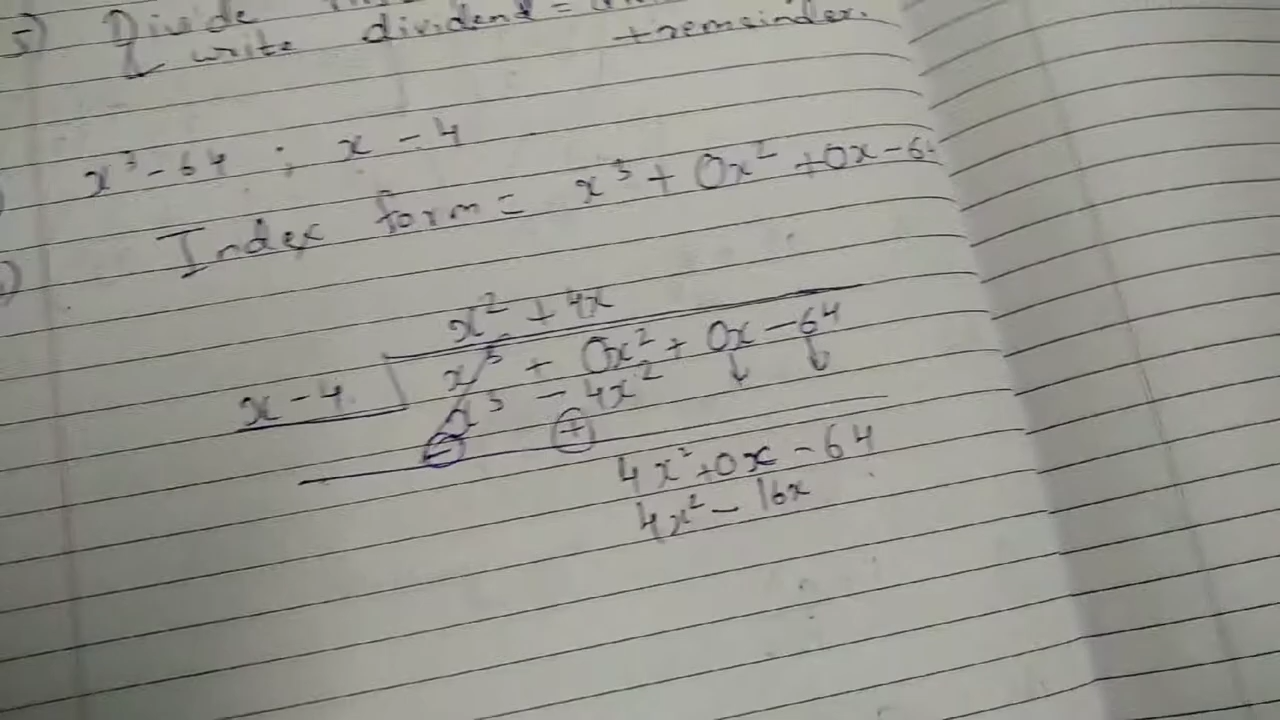 5) Divide
& write dividend =
+ remainder.
x³ - 64 ; x - 4
Index form = x³ + 0x² + 0x - 64
x² + 4x
x - 4 x³ + 0x² + 0x - 64
x³ - 4x²
- +
4x² + 0x - 64
4x² - 16x